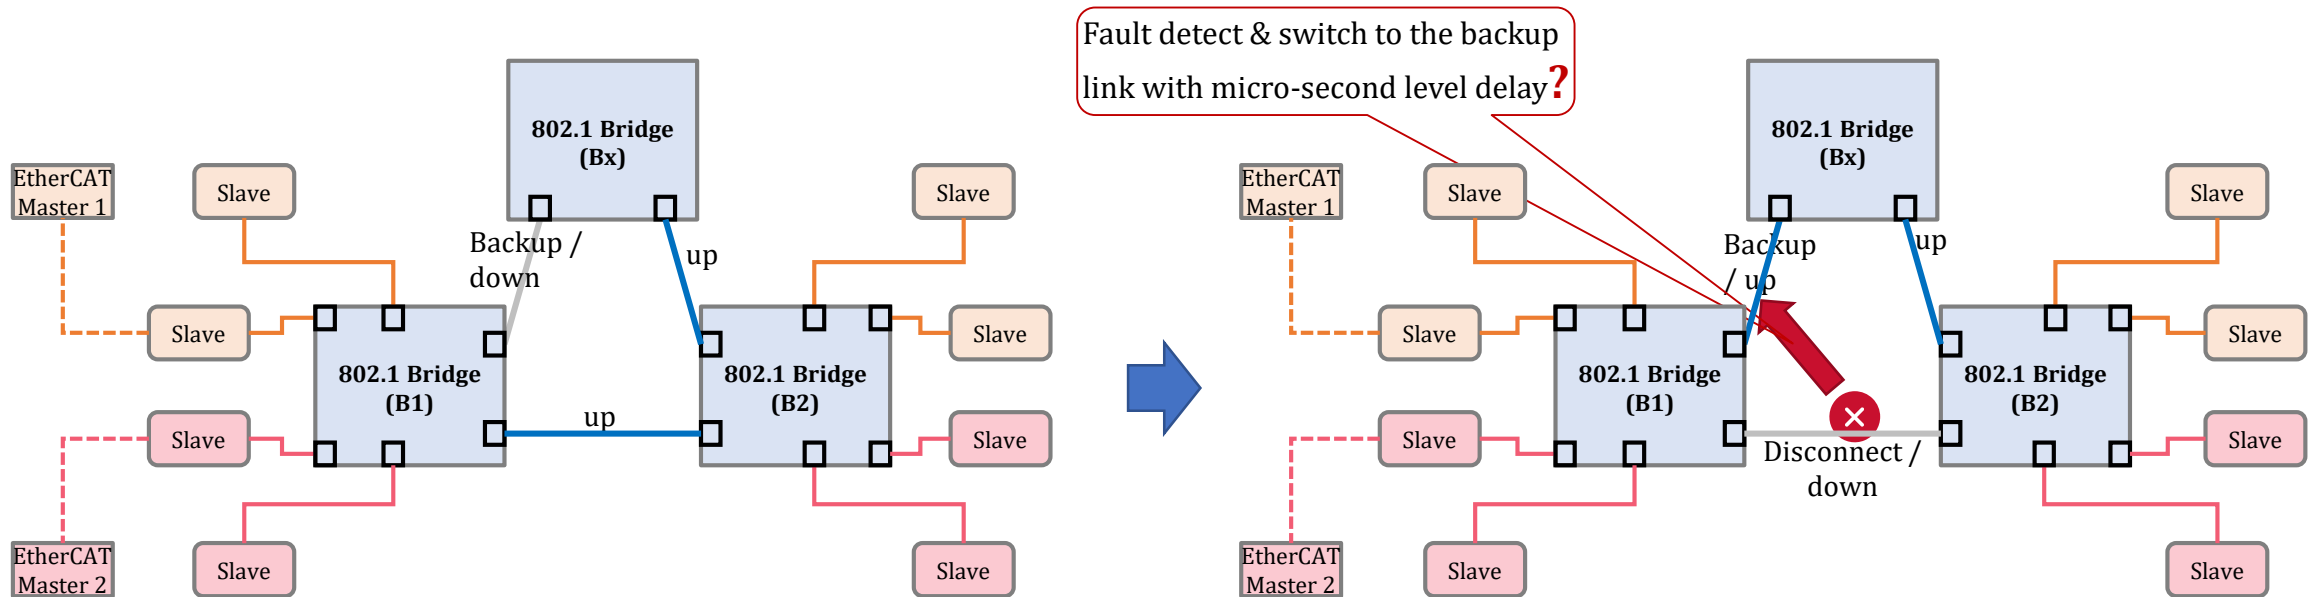 802.1 Bridge
(Bx)
EtherCAT
Master 1
Slave
Slave
Backup /
down
up
Slave
Slave
802.1 Bridge
(B1)
up
802.1 Bridge
(B2)
Slave
Slave
EtherCAT
Master 2
Slave
Slave
Fault detect & switch to the backup
link with micro-second level delay?
802.1 Bridge
(Bx)
EtherCAT
Master 1
Slave
Slave
Backup
/ up
up
Slave
Slave
802.1 Bridge
(B1)
802.1 Bridge
(B2)
Slave
Disconnect /
down
Slave
EtherCAT
Master 2
Slave
Slave